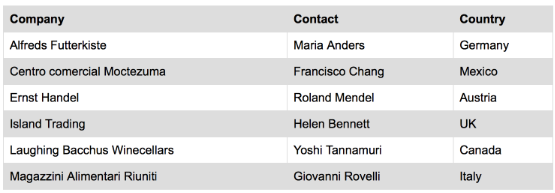 Company Contact Country
Alfreds Futterkiste Maria Anders Germany
Centro comercial Moctezuma Francisco Chang Mexico
Ernst Handel Roland Mendel Austria
Island Trading Helen Bennett UK
Laughing Bacchus Winecellars Yoshi Tannamuri Canada
Magazzini Alimentari Riuniti Giovanni Rovelli Italy